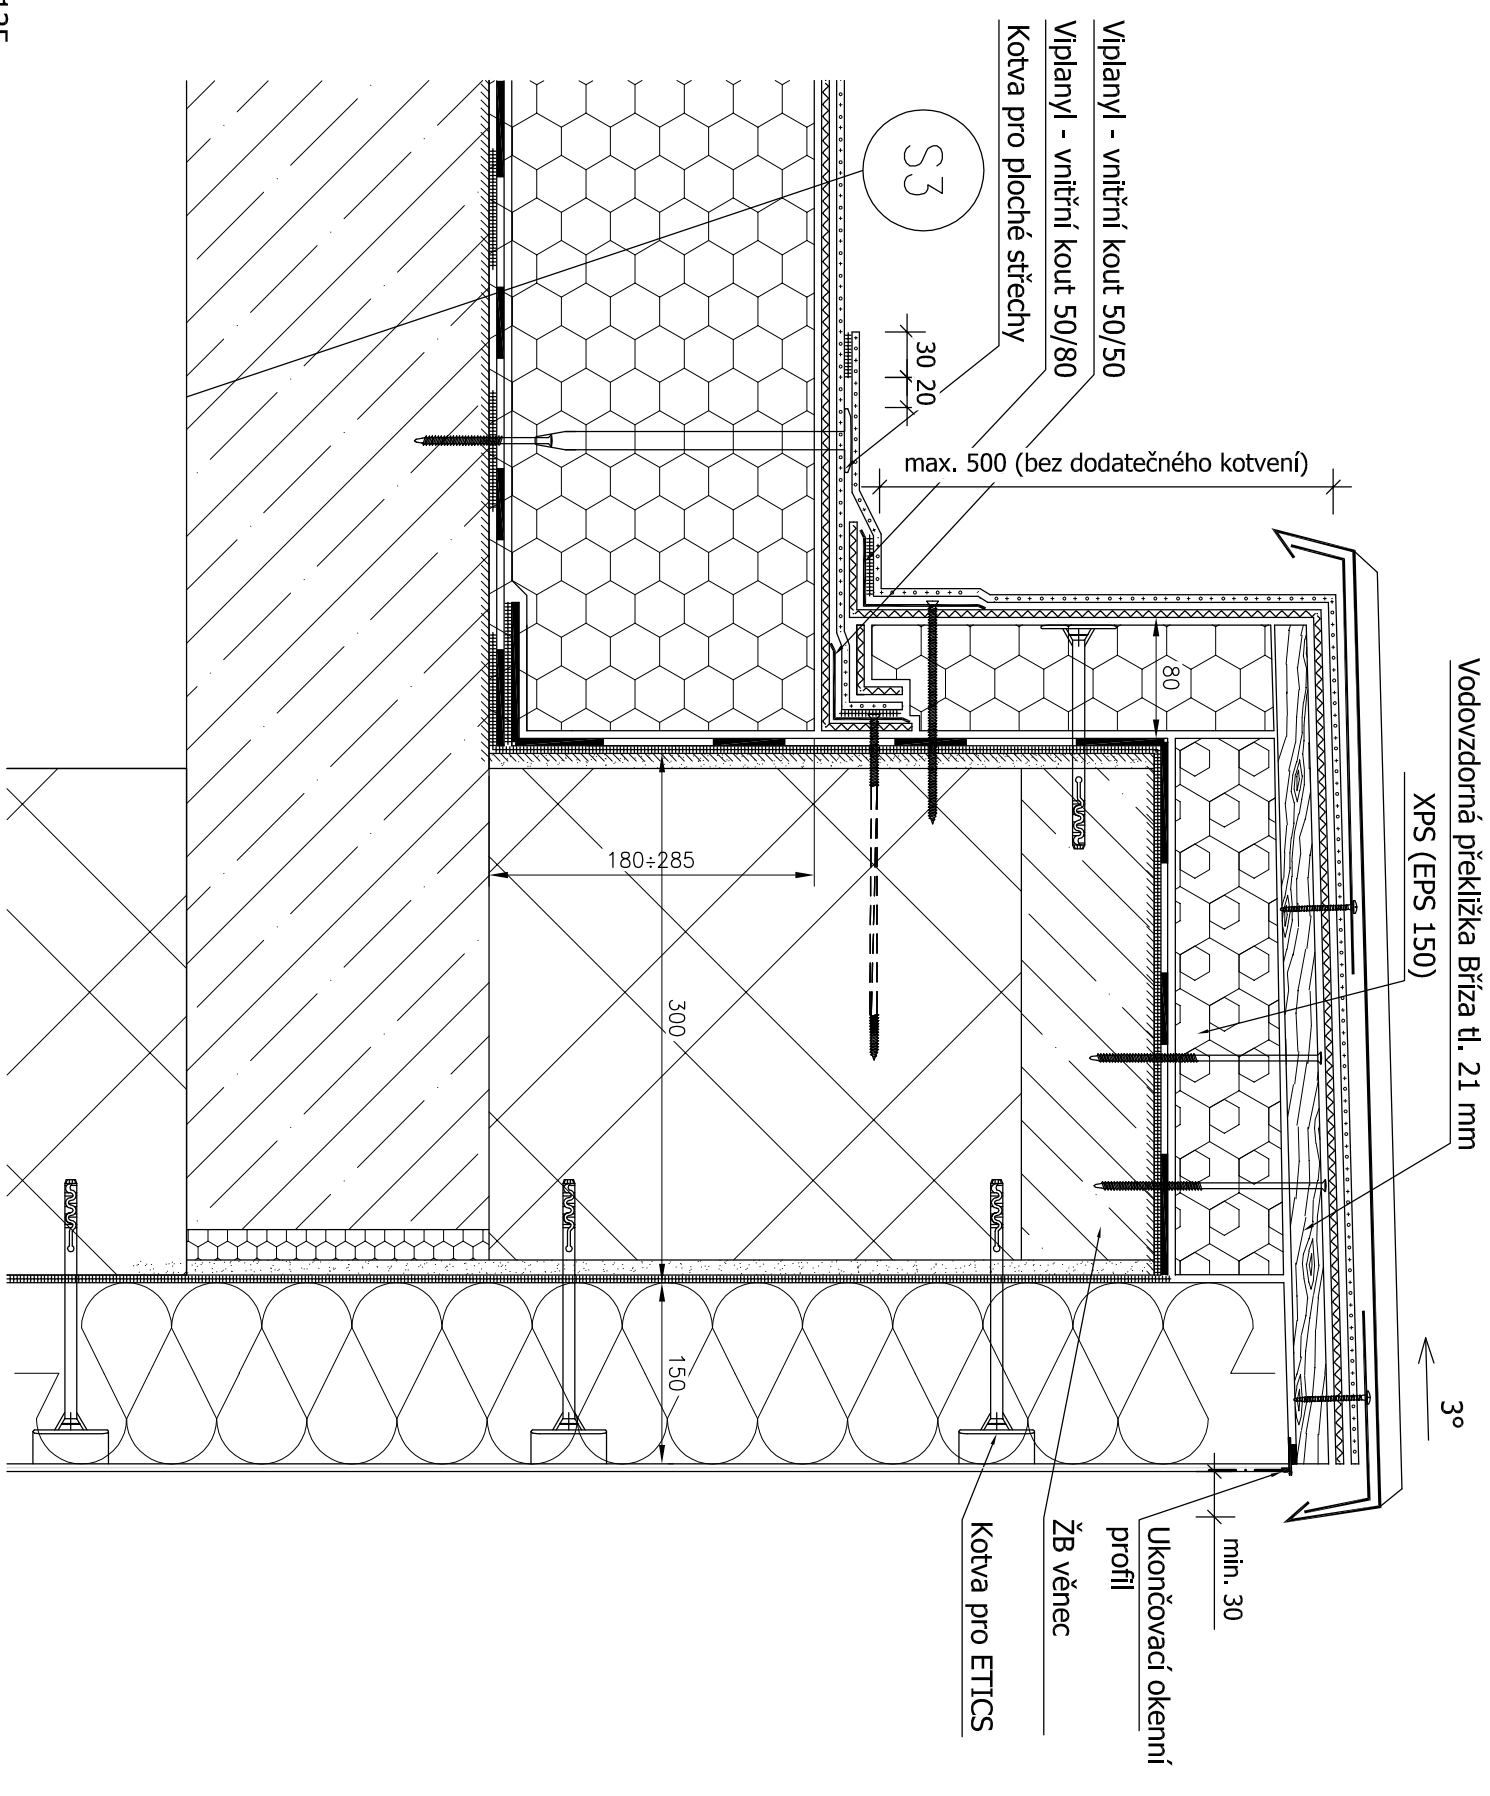 Vodovzdorná překližka Bříza tl. 21 mm
XPS (EPS 150)
3°
Viplanyl - vnitřní kout 50/50
Viplanyl - vnitřní kout 50/80
Kotva pro ploché střechy
S3
30 20
max. 500 (bez dodatečného kotvení)
80
180÷285
300
150
min. 30
Ukončovací okenní
profil
ŽB věnec
Kotva pro ETICS